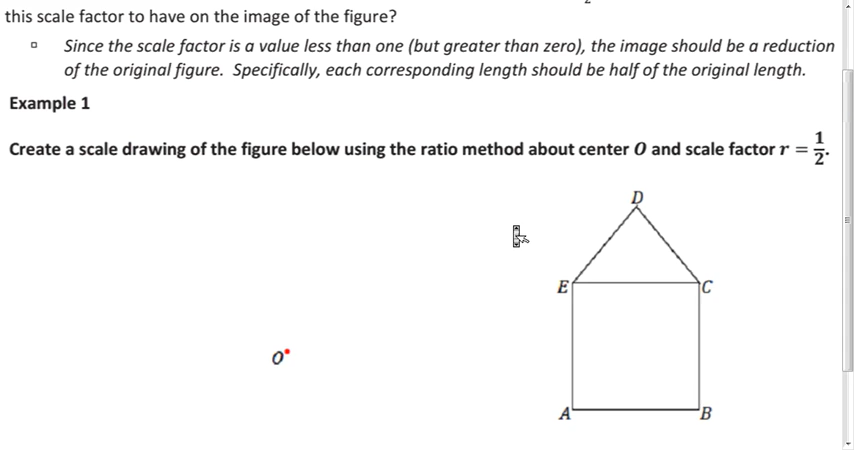 this scale factor to have on the image of the figure?
Since the scale factor is a value less than one (but greater than zero), the image should be a reduction
of the original figure. Specifically, each corresponding length should be half of the original length.
Example 1
Create a scale drawing of the figure below using the ratio method about center O and scale factor r = 1/2.
D
E
C
O
A
B